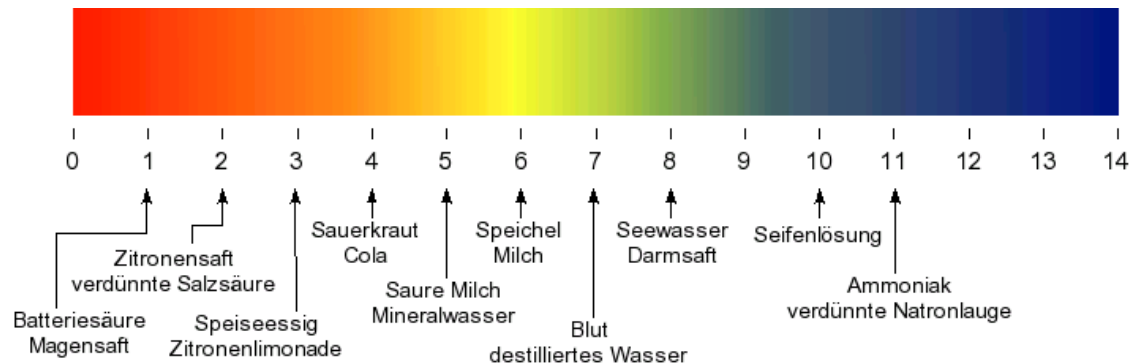 0 1 2 3 4 5 6 7 8 9 10 11 12 13 14
Batteriesäure
Magensaft
Zitronensaft
verdünnte Salzsäure
Speiseessig
Zitronenlimonade
Sauerkraut
Cola
Saure Milch
Mineralwasser
Speichel
Milch
Blut
destilliertes Wasser
Seewasser
Darmsaft
Seifenlösung
Ammoniak
verdünnte Natronlauge